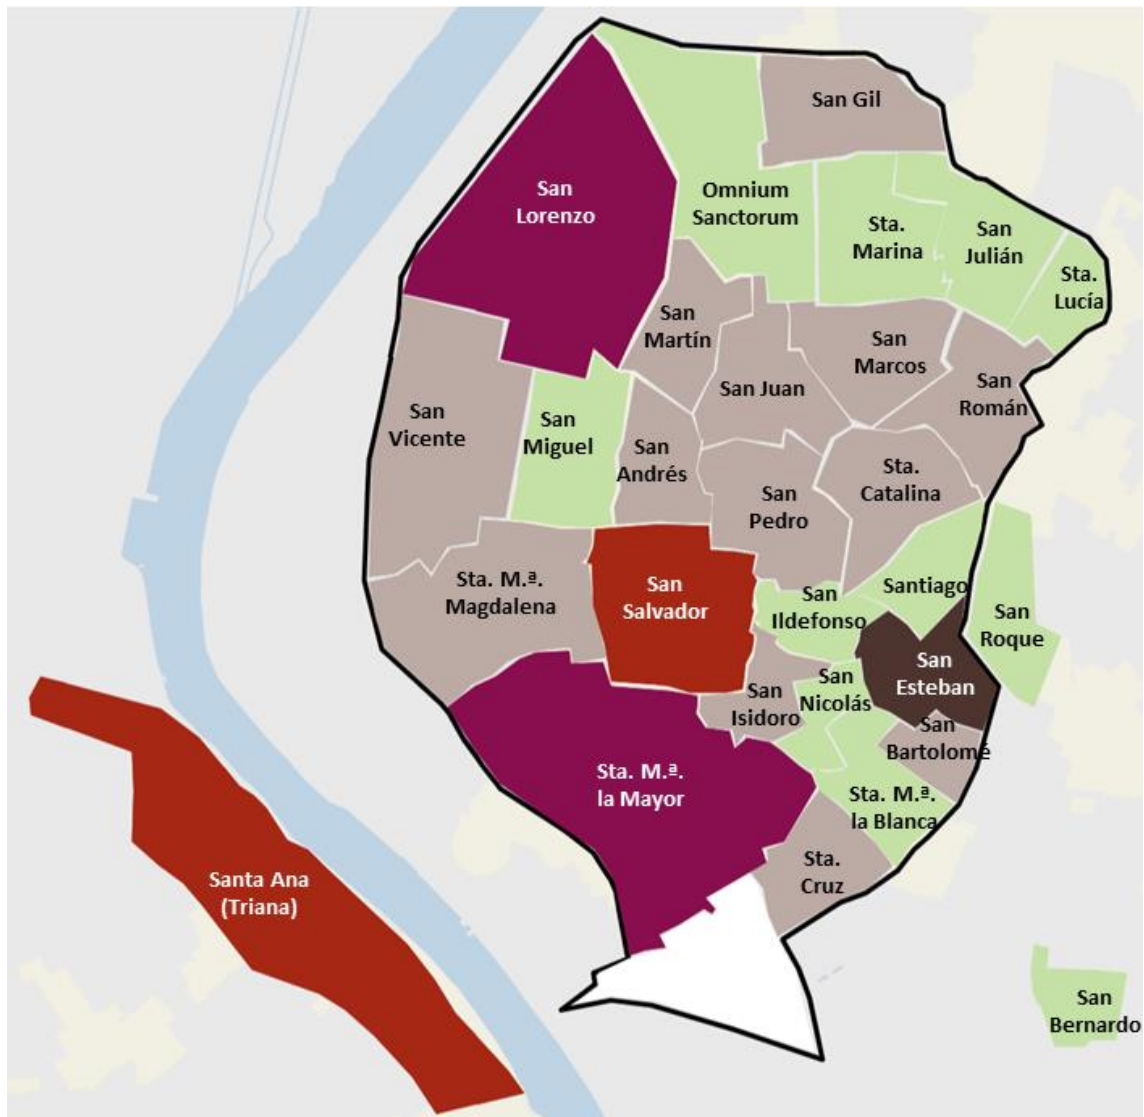 San Gil
San
Lorenzo
Omnium
Sanctorum
Sta.
Marina
San
Julián
Sta.
Lucía
San
Martín
San
Marcos
San Juan
San
Román
San
Vicente
San
Miguel
San
Andrés
Sta.
Catalina
San
Pedro
Sta. M.ª.
Magdalena
San
Salvador
San
Ildefonso
Santiago
San
Roque
San
Esteban
San
Nicolás
San
Isidoro
San
Bartolomé
Sta. M.ª.
la Mayor
Sta. M.ª.
la Blanca
Sta.
Cruz
Santa Ana
(Triana)
San
Bernardo